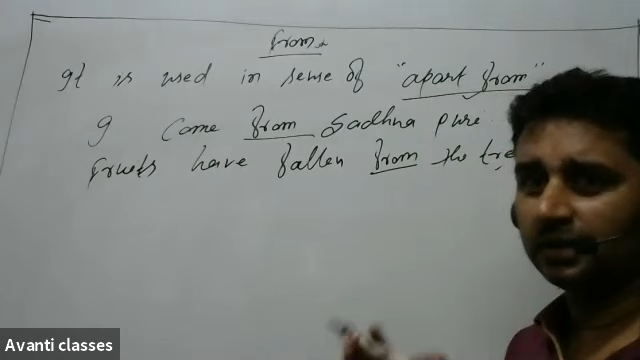 from
It is used in sense of "apart from"
I come from Sadhna pure.
Fruits have fallen from the tre
Avanti classes